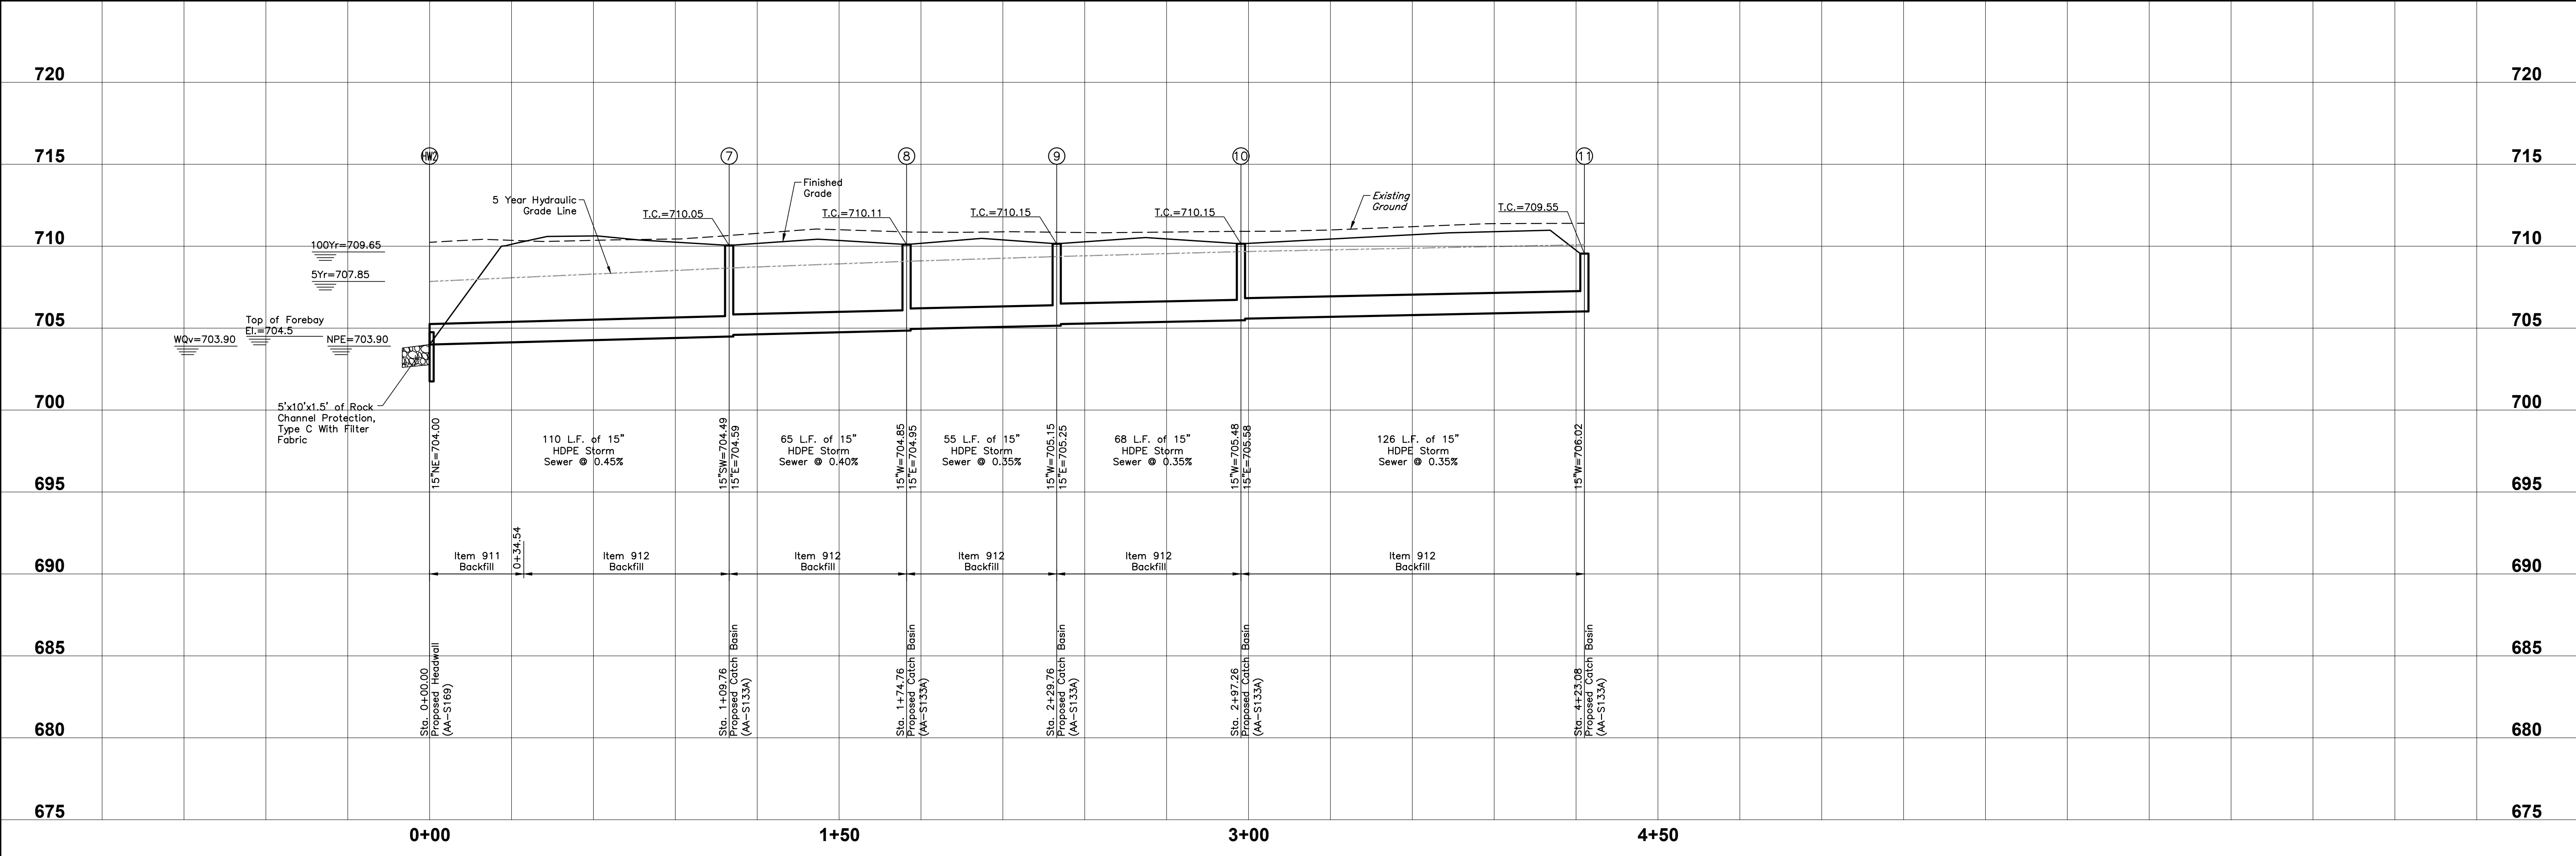 720
720
715
715
HW2
7
8
9
10
11
Finished
Grade
Existing
Ground
5 Year Hydraulic
Grade Line
T.C.=710.05
T.C.=710.11
T.C.=710.15
T.C.=710.15
T.C.=709.55
710
710
100Yr=709.65
5Yr=707.85
705
705
Top of Forebay
El.=704.5
WQv=703.90
NPE=703.90
700
700
5'x10'x1.5' of Rock
Channel Protection,
Type C With Filter
Fabric
15"NE=704.00
110 L.F. of 15"
HDPE Storm
Sewer @ 0.45%
15"SW=704.49
15"E=704.59
65 L.F. of 15"
HDPE Storm
Sewer @ 0.40%
15"W=704.85
15"E=704.95
55 L.F. of 15"
HDPE Storm
Sewer @ 0.35%
15"W=705.15
15"E=705.25
68 L.F. of 15"
HDPE Storm
Sewer @ 0.35%
15"W=705.48
15"E=705.58
126 L.F. of 15"
HDPE Storm
Sewer @ 0.35%
15"W=706.02
695
695
Item 911
Backfill
0+34.54
Item 912
Backfill
Item 912
Backfill
Item 912
Backfill
Item 912
Backfill
Item 912
Backfill
690
690
685
685
Sta. 0+00.00
Proposed Headwall
(AA-S169)
Sta. 1+09.76
Proposed Catch Basin
(AA-S133A)
Sta. 1+74.76
Proposed Catch Basin
(AA-S133A)
Sta. 2+29.76
Proposed Catch Basin
(AA-S133A)
Sta. 2+97.26
Proposed Catch Basin
(AA-S133A)
Sta. 4+23.08
Proposed Catch Basin
(AA-S133A)
680
680
675
675
0+00
1+50
3+00
4+50